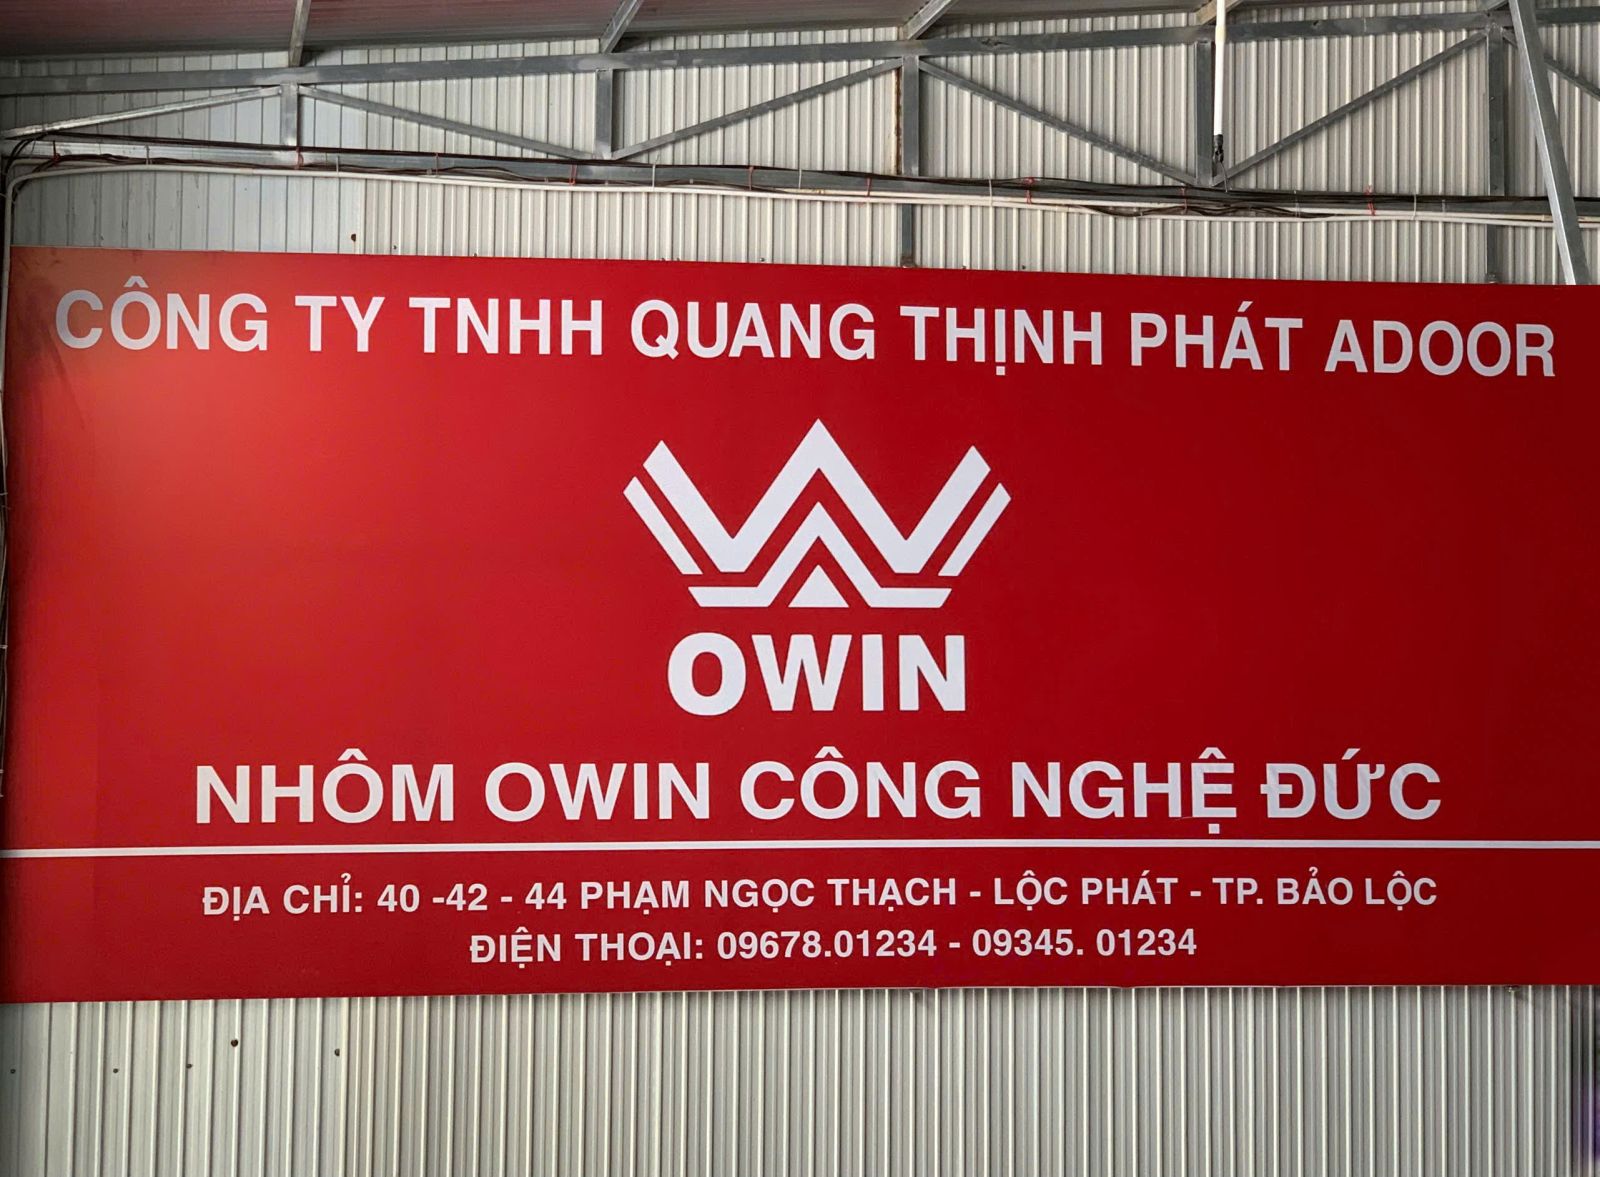 CÔNG TY TNHH QUANG THỊNH PHÁT ADOOR
OWIN
NHÔM OWIN CÔNG NGHỆ ĐỨC
ĐỊA CHỈ: 40 -42 - 44 PHẠM NGỌC THẠCH - LỘC PHÁT - TP. BẢO LỘC
ĐIỆN THOẠI: 09678.01234 - 09345. 01234